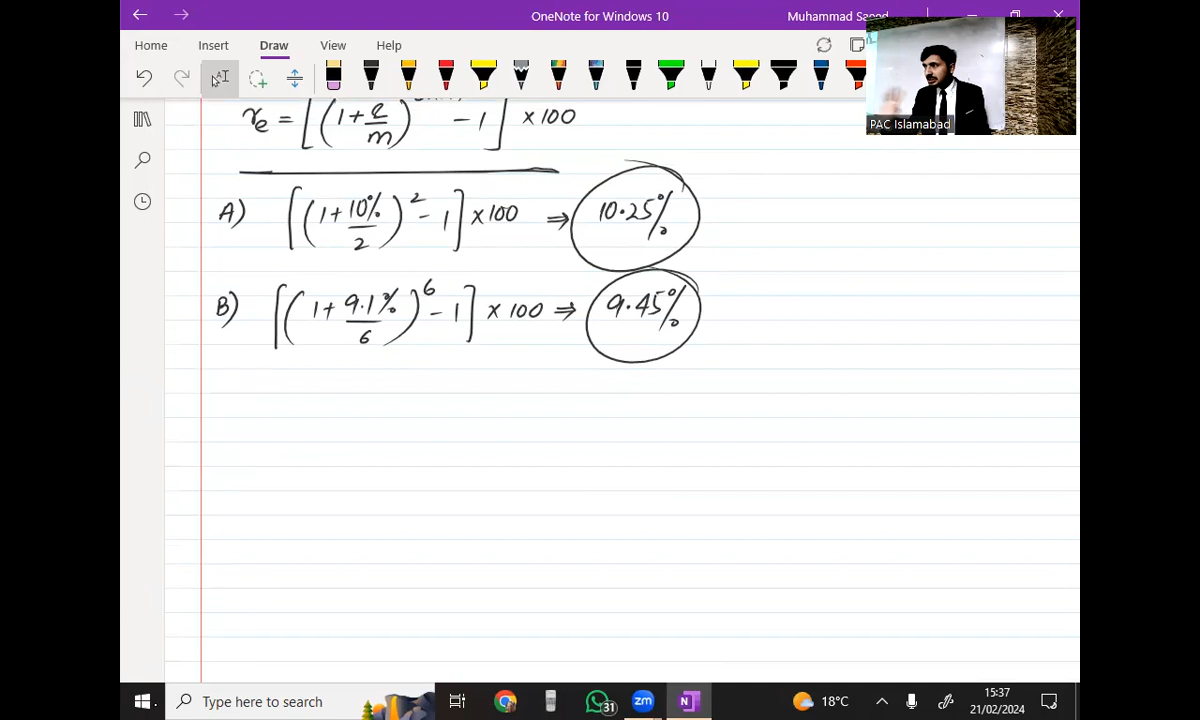 OneNote for Windows 10
Muhammad Saeed
Home Insert Draw View Help
PAC Islamabad
re = [(1+r/m) - 1] × 100
A) [(1+10%/2)^2 - 1] × 100 ⇒ 10.25%
B) [(1+9.1%/6)^6 - 1] × 100 ⇒ 9.45%
Type here to search
31
zm
N
18°C
15:37
21/02/2024